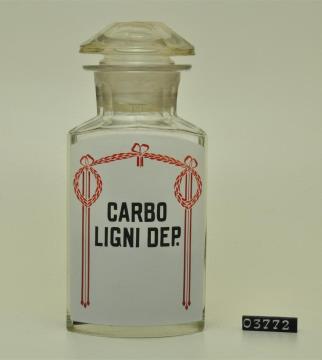 CARBO
LIGNI DEP.
03772